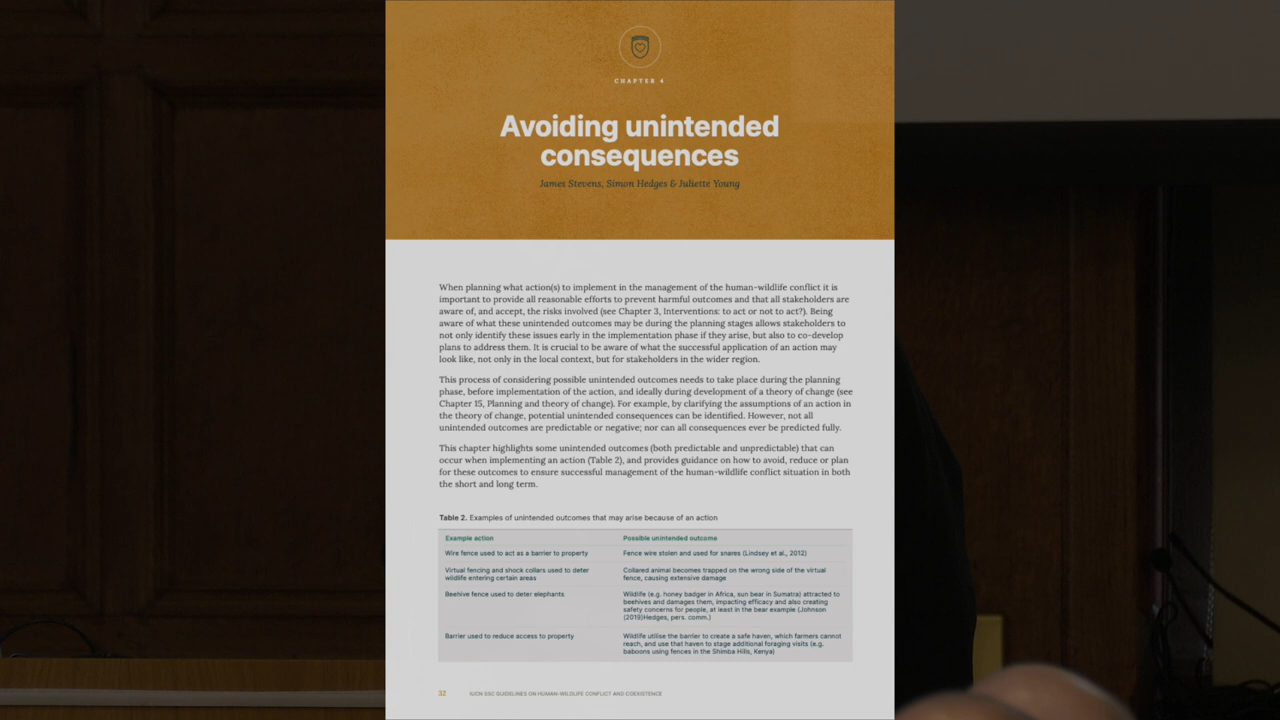 CHAPTER 4
Avoiding unintended
consequences
James Stevens, Simon Hedges & Juliette Young
When planning what action(s) to implement in the management of the human–wildlife conflict it is
important to provide all reasonable efforts to prevent harmful outcomes and that all stakeholders are
aware of, and accept, the risks involved (see Chapter 3, Interventions: to act or not to act?). Being
aware of what these unintended outcomes may be during the planning stages allows stakeholders to
not only identify these issues early in the implementation phase if they arise, but also to co-develop
plans to address them. It is crucial to be aware of what the successful application of an action may
look like, not only in the local context, but for stakeholders in the wider region.
This process of considering possible unintended outcomes needs to take place during the planning
phase, before implementation of the action, and ideally during development of a theory of change (see
Chapter 15, Planning and theory of change). For example, by clarifying the assumptions of an action in
the theory of change, potential unintended consequences can be identified. However, not all
unintended outcomes are predictable or negative; nor can all consequences ever be predicted fully.
This chapter highlights some unintended outcomes (both predictable and unpredictable) that can
occur when implementing an action (Table 2), and provides guidance on how to avoid, reduce or plan
for these outcomes to ensure successful management of the human–wildlife conflict situation in both
the short and long term.
Table 2. Examples of unintended outcomes that may arise because of an action
Example action
Possible unintended outcome
Wire fence used to act as a barrier to property
Fence wire stolen and used for snares (Lindsey et al., 2012)
Virtual fencing and shock collars used to deter
wildlife entering certain areas
Collared animal becomes trapped on the wrong side of the virtual
fence, causing extensive damage
Beehive fence used to deter elephants
Wildlife (e.g. honey badger in Africa, sun bear in Sumatra) attracted to
beehives and damages them, impacting efficacy and also creating
safety concerns for people, at least in the bear example (Johnson
(2019)Hedges, pers. comm.)
Barrier used to reduce access to property
Wildlife utilise the barrier to create a safe haven, which farmers cannot
reach, and use that haven to stage additional foraging visits (e.g.
baboons using fences in the Shimba Hills, Kenya)
32
IUCN SSC GUIDELINES ON HUMAN-WILDLIFE CONFLICT AND COEXISTENCE